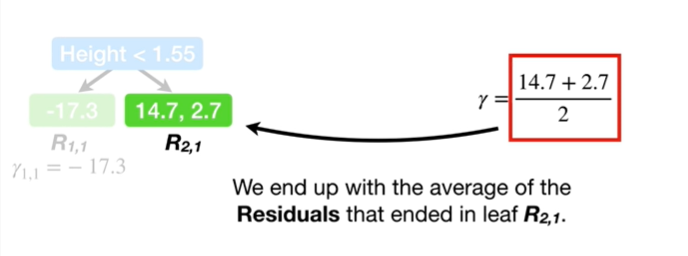 Height < 1.55
-17.3
14.7, 2.7
R1,1
R2,1
γ1,1 = − 17.3
γ = (14.7 + 2.7) / 2
We end up with the average of the
Residuals that ended in leaf R2,1.